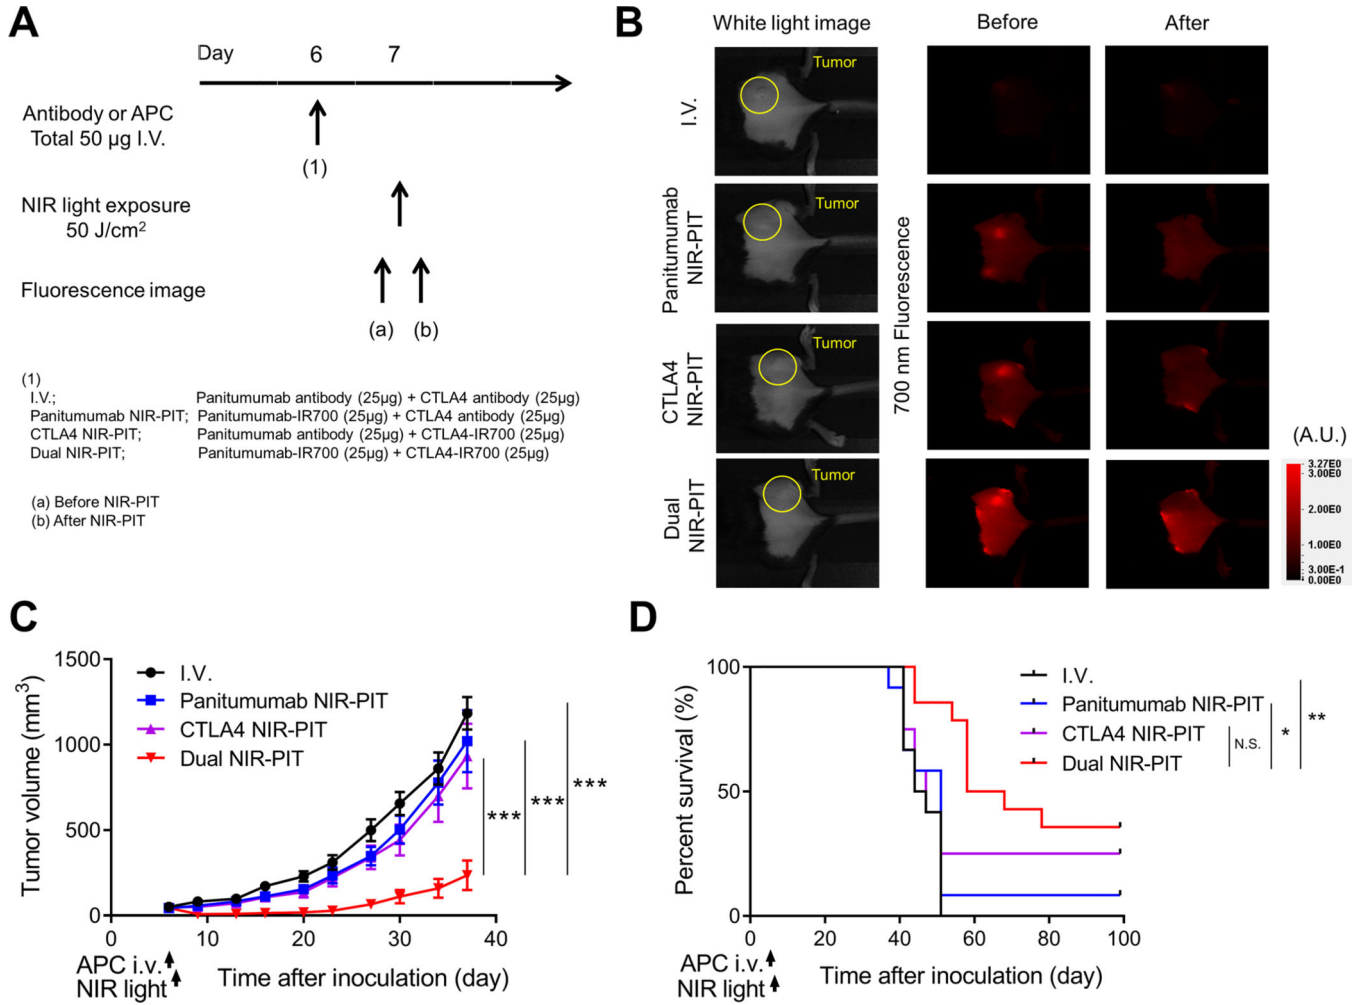 A
Day 6 7
Antibody or APC
Total 50 µg I.V.
(1)
NIR light exposure
50 J/cm²
Fluorescence image
(a) (b)
(1)
I.V.; Panitumumab antibody (25µg) + CTLA4 antibody (25µg)
Panitumumab NIR-PIT; Panitumumab-IR700 (25µg) + CTLA4 antibody (25µg)
CTLA4 NIR-PIT; Panitumumab antibody (25µg) + CTLA4-IR700 (25µg)
Dual NIR-PIT; Panitumumab-IR700 (25µg) + CTLA4-IR700 (25µg)
(a) Before NIR-PIT
(b) After NIR-PIT
B
White light image Before After
I.V.
Tumor
Panitumumab
NIR-PIT
Tumor
CTLA4
NIR-PIT
Tumor
Dual
NIR-PIT
Tumor
700 nm Fluorescence
(A.U.)
3.27E0
3.00E0
2.00E0
1.00E0
3.00E-1
0.00E0
C
Tumor volume (mm³)
1500
1000
500
0
I.V.
Panitumumab NIR-PIT
CTLA4 NIR-PIT
Dual NIR-PIT
***
***
***
0 10 20 30 40
APC i.v.
NIR light
Time after inoculation (day)
D
Percent survival (%)
100
50
0
I.V.
Panitumumab NIR-PIT
CTLA4 NIR-PIT
Dual NIR-PIT
N.S.
*
**
0 20 40 60 80 100
APC i.v.
NIR light
Time after inoculation (day)